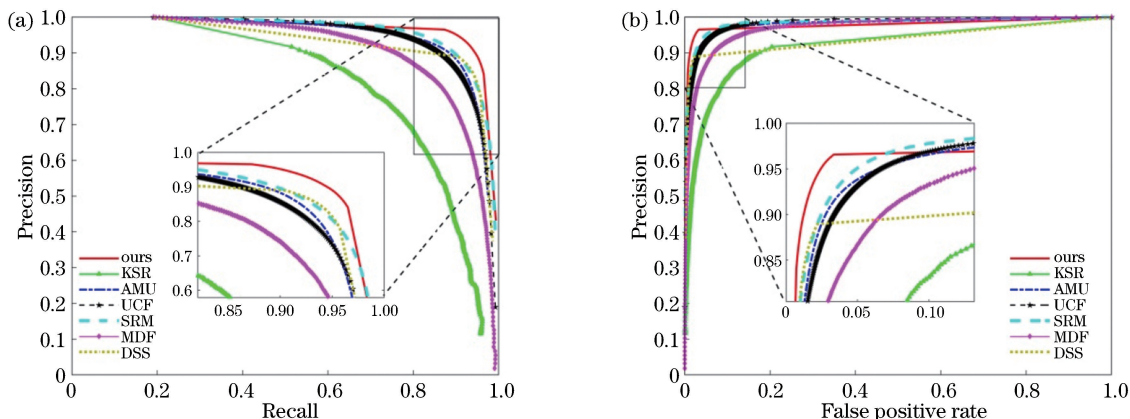 (a)
1.0
0.9
0.8
0.7
0.6
0.5
0.4
0.3
0.2
0.1
0
Precision
1.0
0.9
0.8
0.7
0.6
0.85 0.90 0.95 1.00
ours
KSR
AMU
UCF
SRM
MDF
DSS
0 0.2 0.4 0.6 0.8 1.0
Recall
(b)
1.0
0.9
0.8
0.7
0.6
0.5
0.4
0.3
0.2
0.1
0
Precision
1.00
0.95
0.90
0.85
0 0.05 0.10
ours
KSR
AMU
UCF
SRM
MDF
DSS
0 0.2 0.4 0.6 0.8 1.0
False positive rate